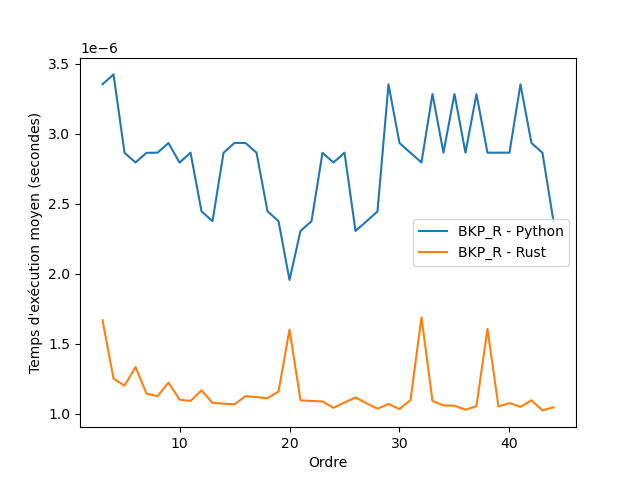 1e−6
3.5
3.0
2.5
2.0
1.5
1.0
Temps d'exécution moyen (secondes)
BKP_R - Python
BKP_R - Rust
10
20
30
40
Ordre